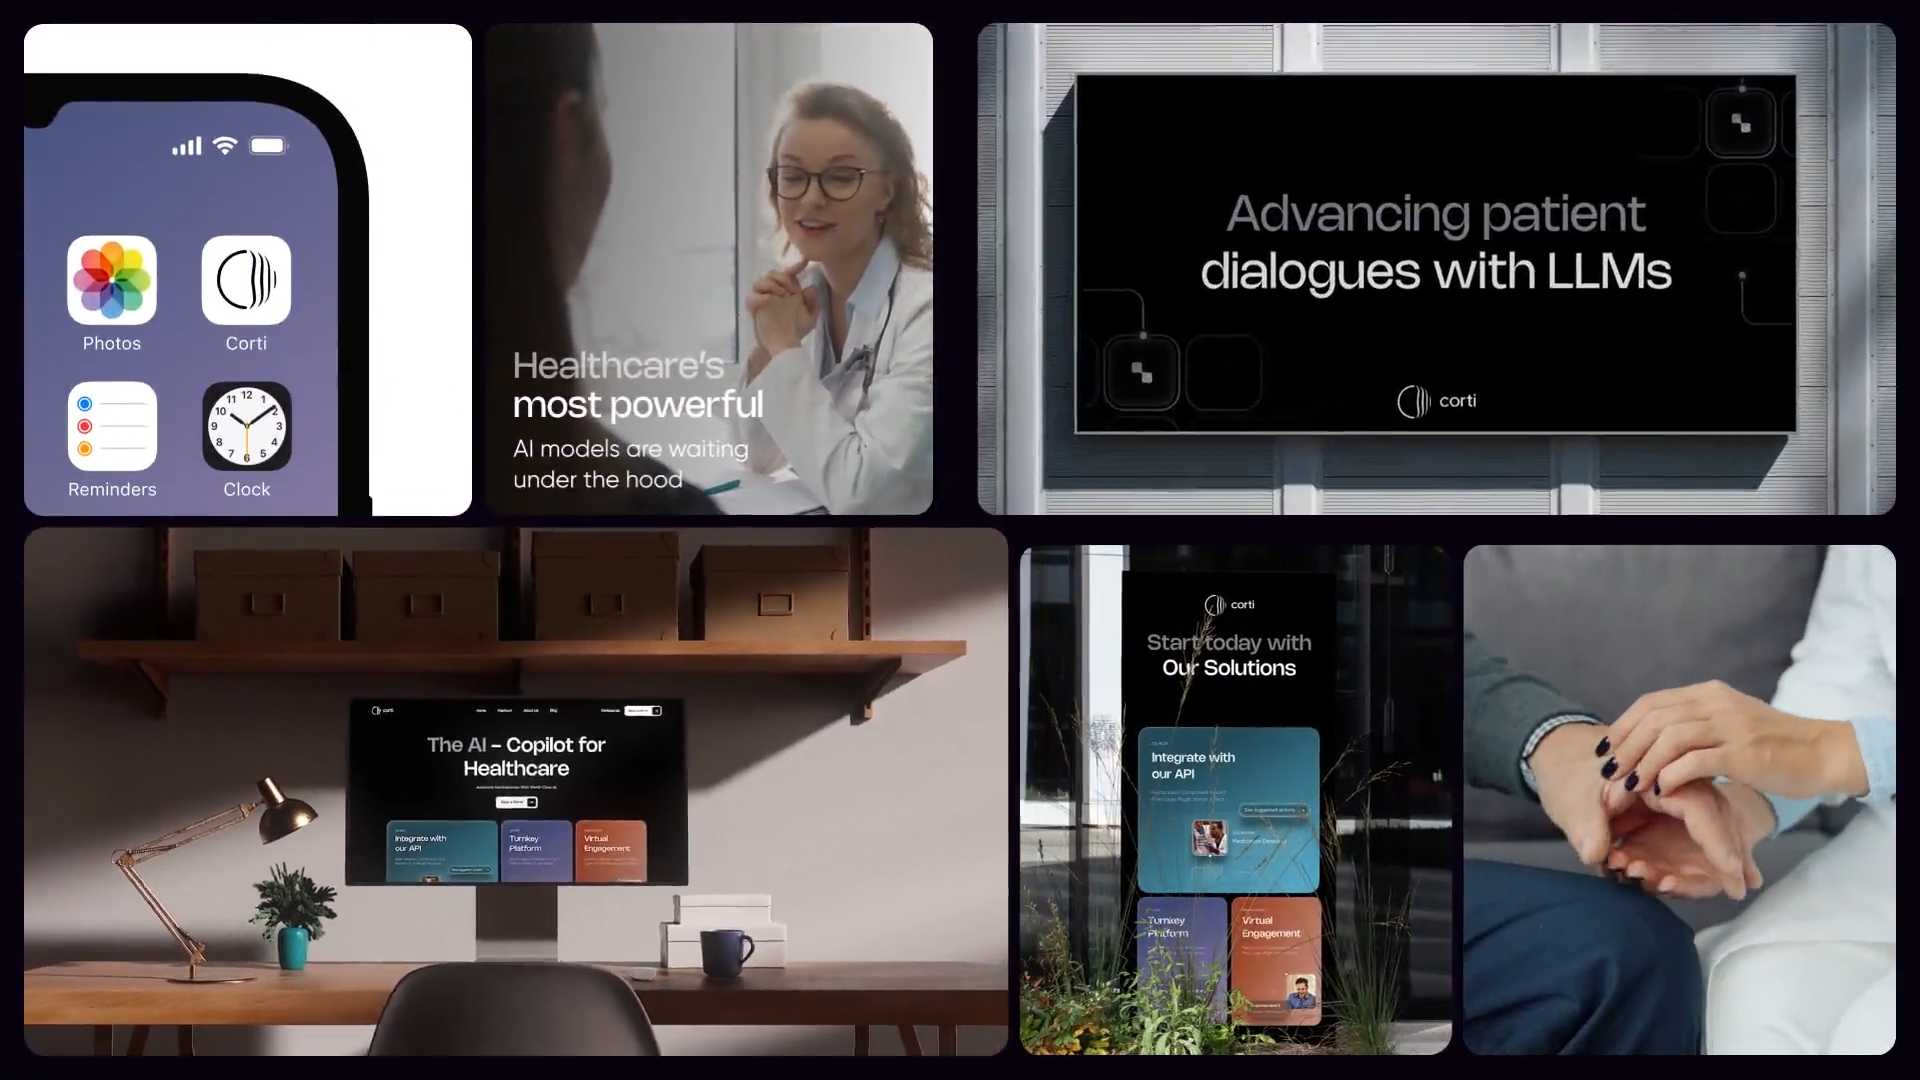 Photos
Corti
Reminders
Clock
12
1
2
3
4
5
6
7
8
9
10
11
Healthcare's
most powerful
AI models are waiting
under the hood
Advancing patient
dialogues with LLMs
corti
corti
The AI – Copilot for
Healthcare
Integrate with
our API
Turnkey
Platform
Virtual
Engagement
corti
Start today with
Our Solutions
Integrate with
our API
Turnkey
Platform
Virtual
Engagement